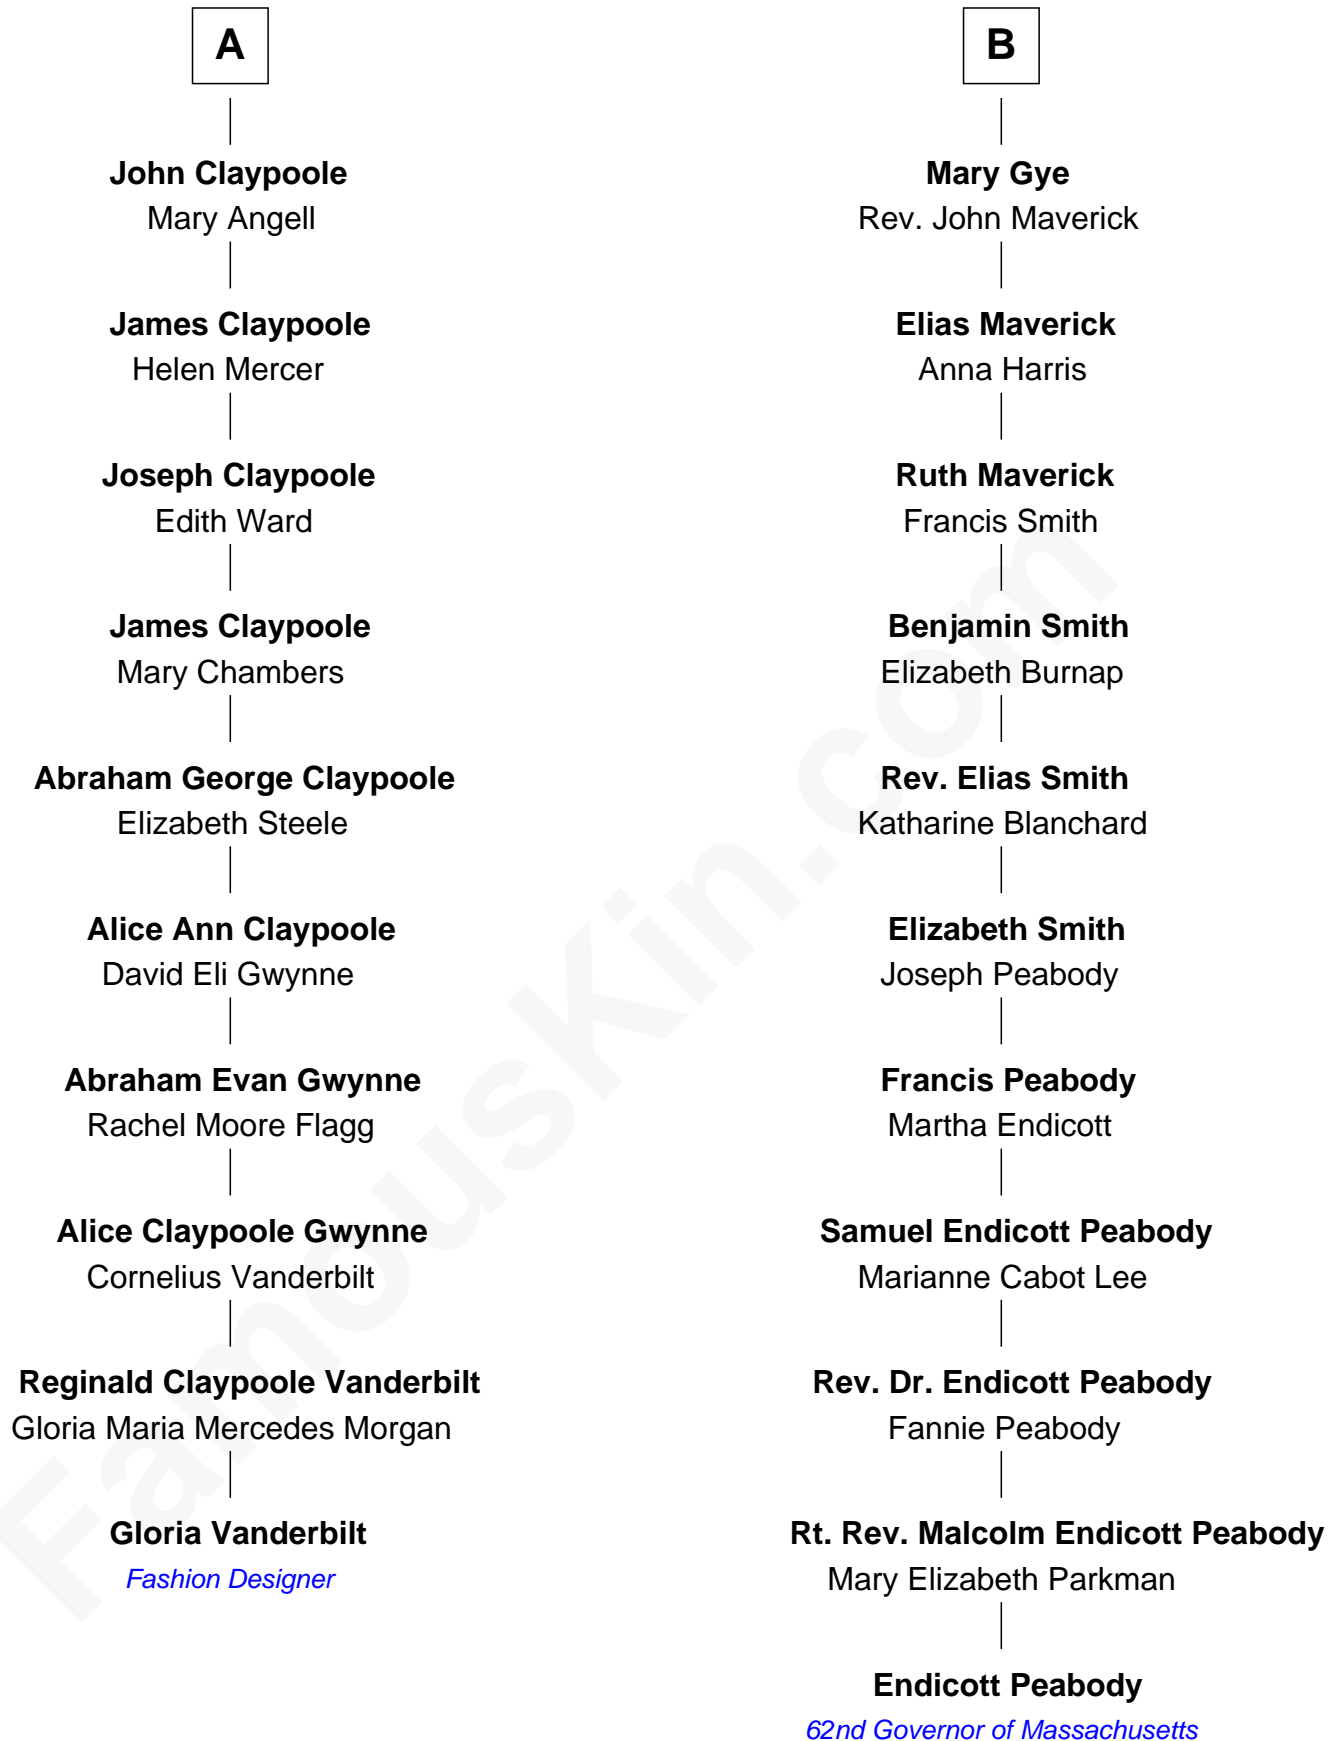 A
John Claypoole
Mary Angell
James Claypoole
Helen Mercer
Joseph Claypoole
Edith Ward
James Claypoole
Mary Chambers
Abraham George Claypoole
Elizabeth Steele
Alice Ann Claypoole
David Eli Gwynne
Abraham Evan Gwynne
Rachel Moore Flagg
Alice Claypoole Gwynne
Cornelius Vanderbilt
Reginald Claypoole Vanderbilt
Gloria Maria Mercedes Morgan
Gloria Vanderbilt
Fashion Designer
B
Mary Gye
Rev. John Maverick
Elias Maverick
Anna Harris
Ruth Maverick
Francis Smith
Benjamin Smith
Elizabeth Burnap
Rev. Elias Smith
Katharine Blanchard
Elizabeth Smith
Joseph Peabody
Francis Peabody
Martha Endicott
Samuel Endicott Peabody
Marianne Cabot Lee
Rev. Dr. Endicott Peabody
Fannie Peabody
Rt. Rev. Malcolm Endicott Peabody
Mary Elizabeth Parkman
Endicott Peabody
62nd Governor of Massachusetts
FamousKin.com